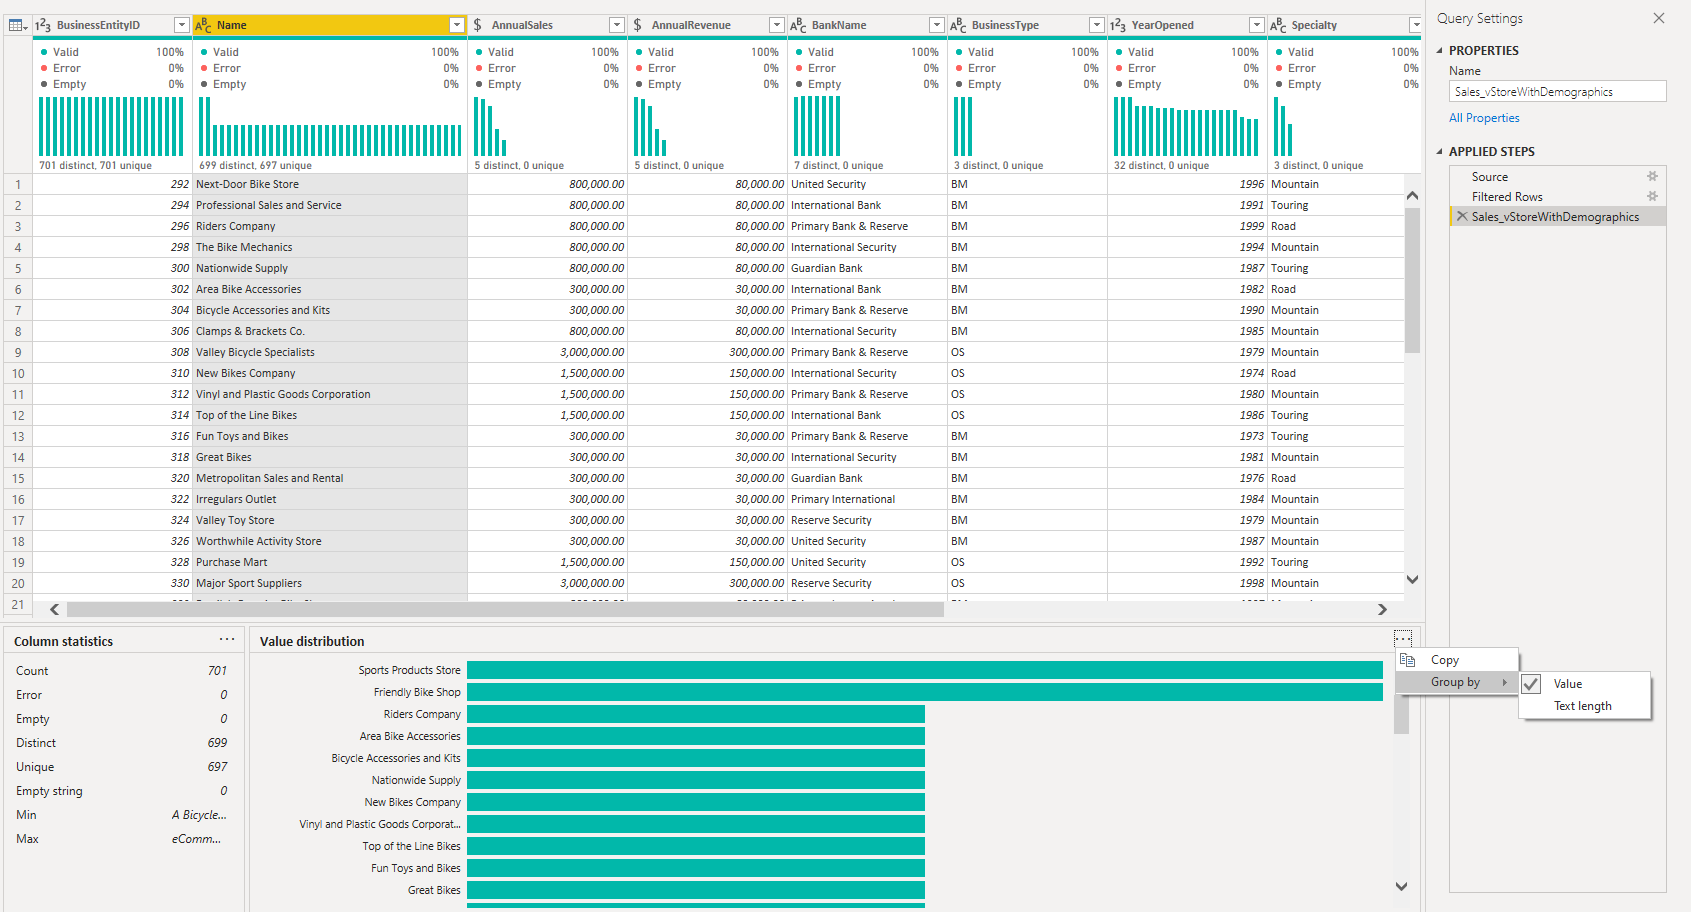 1²3 BusinessEntityID ABC Name $ AnnualSales $ AnnualRevenue ABC BankName ABC BusinessType 1²3 YearOpened ABC Specialty
Valid 100% Valid 100% Valid 100% Valid 100% Valid 100% Valid 100% Valid 100% Valid 100%
Error 0% Error 0% Error 0% Error 0% Error 0% Error 0% Error 0% Error 0%
Empty 0% Empty 0% Empty 0% Empty 0% Empty 0% Empty 0% Empty 0% Empty 0%
701 distinct, 701 unique 699 distinct, 697 unique 5 distinct, 0 unique 5 distinct, 0 unique 7 distinct, 0 unique 3 distinct, 0 unique 32 distinct, 0 unique 3 distinct, 0 unique
1 292 Next-Door Bike Store 800,000.00 80,000.00 United Security BM 1996 Mountain
2 294 Professional Sales and Service 800,000.00 80,000.00 International Bank BM 1991 Touring
3 296 Riders Company 800,000.00 80,000.00 Primary Bank & Reserve BM 1999 Road
4 298 The Bike Mechanics 800,000.00 80,000.00 International Security BM 1994 Mountain
5 300 Nationwide Supply 800,000.00 80,000.00 Guardian Bank BM 1987 Touring
6 302 Area Bike Accessories 300,000.00 30,000.00 International Bank BM 1982 Road
7 304 Bicycle Accessories and Kits 300,000.00 30,000.00 Primary Bank & Reserve BM 1990 Mountain
8 306 Clamps & Brackets Co. 800,000.00 80,000.00 International Security BM 1985 Mountain
9 308 Valley Bicycle Specialists 3,000,000.00 300,000.00 Primary Bank & Reserve OS 1979 Mountain
10 310 New Bikes Company 1,500,000.00 150,000.00 International Security OS 1974 Road
11 312 Vinyl and Plastic Goods Corporation 1,500,000.00 150,000.00 Primary Bank & Reserve OS 1980 Mountain
12 314 Top of the Line Bikes 1,500,000.00 150,000.00 International Bank OS 1986 Touring
13 316 Fun Toys and Bikes 300,000.00 30,000.00 Primary Bank & Reserve BM 1973 Touring
14 318 Great Bikes 300,000.00 30,000.00 International Security BM 1981 Mountain
15 320 Metropolitan Sales and Rental 300,000.00 30,000.00 Guardian Bank BM 1976 Road
16 322 Irregulars Outlet 300,000.00 30,000.00 Primary International BM 1984 Mountain
17 324 Valley Toy Store 300,000.00 30,000.00 Reserve Security BM 1979 Mountain
18 326 Worthwhile Activity Store 300,000.00 30,000.00 United Security BM 1987 Mountain
19 328 Purchase Mart 1,500,000.00 150,000.00 United Security OS 1992 Touring
20 330 Major Sport Suppliers 3,000,000.00 300,000.00 Reserve Security OS 1998 Mountain
21
Query Settings
PROPERTIES
Name
Sales_vStoreWithDemographics
All Properties
APPLIED STEPS
Source
Filtered Rows
Sales_vStoreWithDemographics
Column statistics ...
Count 701
Error 0
Empty 0
Distinct 699
Unique 697
Empty string 0
Min A Bicycle...
Max eComm...
Value distribution ...
Sports Products Store
Friendly Bike Shop
Riders Company
Area Bike Accessories
Bicycle Accessories and Kits
Nationwide Supply
New Bikes Company
Vinyl and Plastic Goods Corporat...
Top of the Line Bikes
Fun Toys and Bikes
Great Bikes
Copy
Group by
Value
Text length